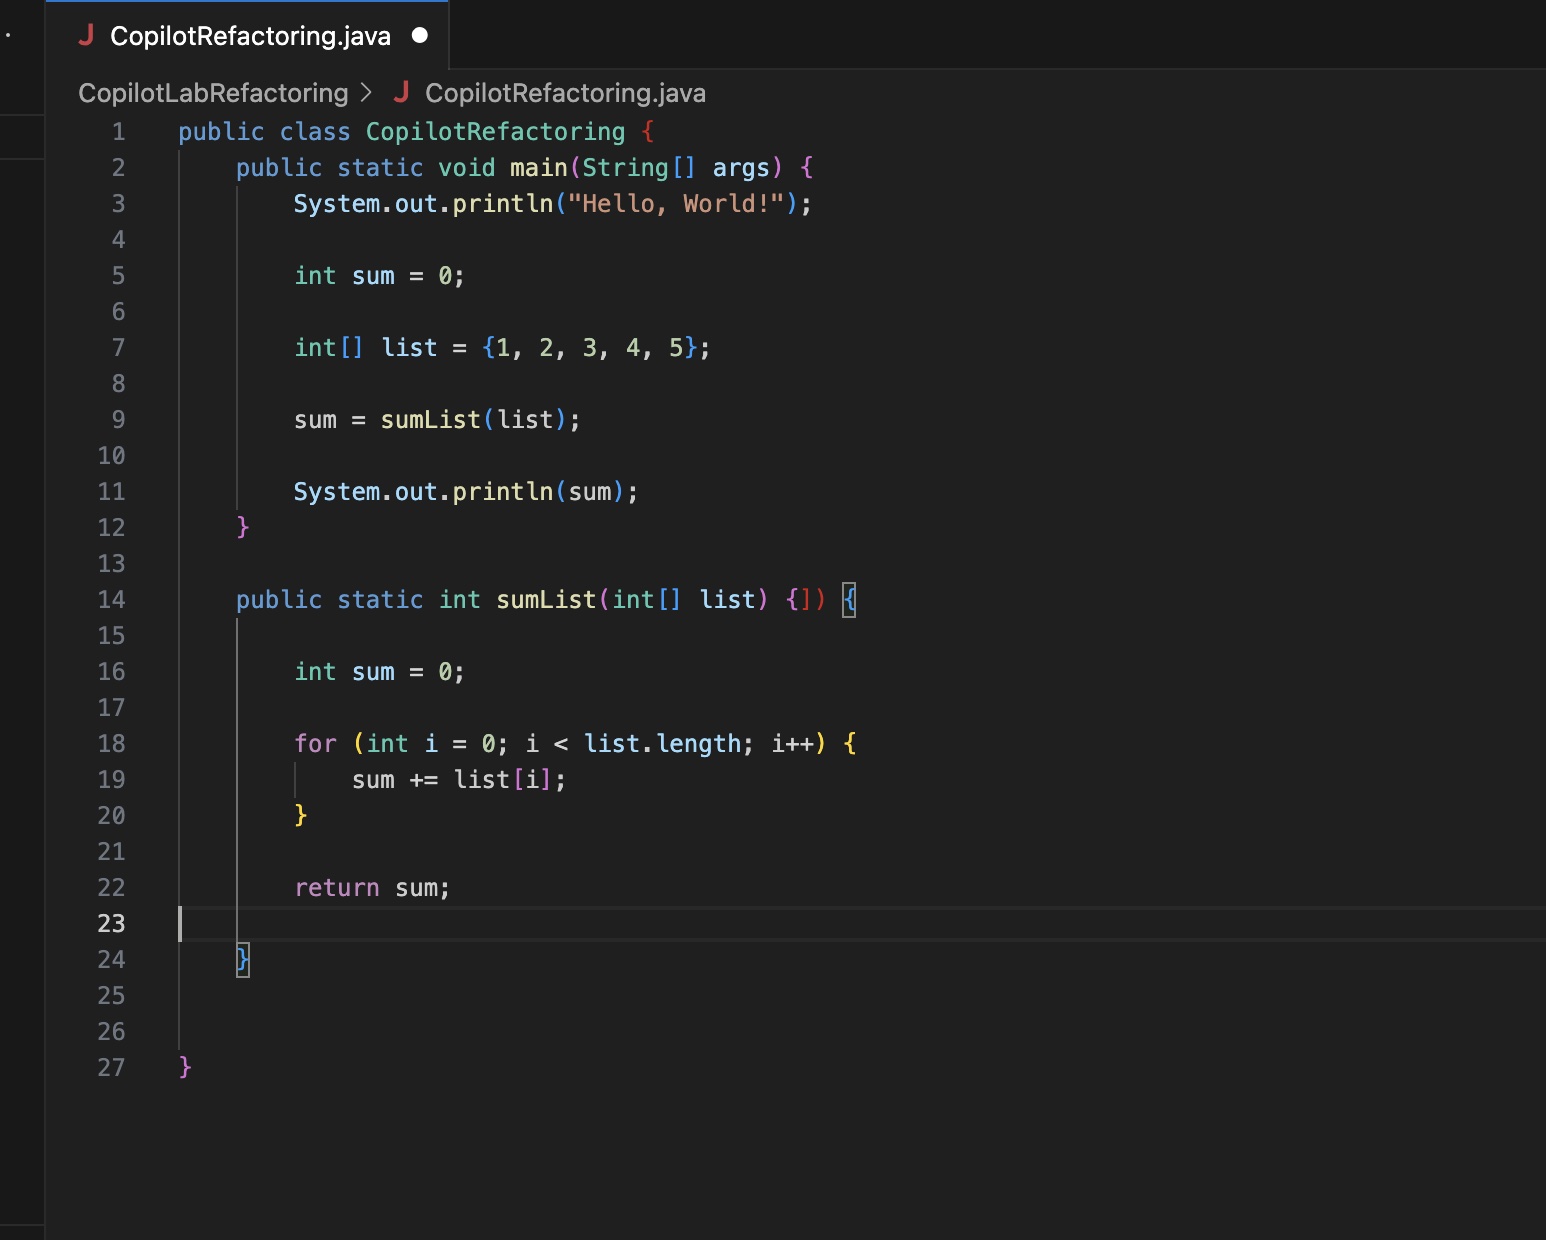 CopilotRefactoring.java
CopilotLabRefactoring > CopilotRefactoring.java
1 public class CopilotRefactoring {
2 public static void main(String[] args) {
3 System.out.println("Hello, World!");
4
5 int sum = 0;
6
7 int[] list = {1, 2, 3, 4, 5};
8
9 sum = sumList(list);
10
11 System.out.println(sum);
12 }
13
14 public static int sumList(int[] list) {]) {
15
16 int sum = 0;
17
18 for (int i = 0; i < list.length; i++) {
19 sum += list[i];
20 }
21
22 return sum;
23
24 }
25
26
27 }